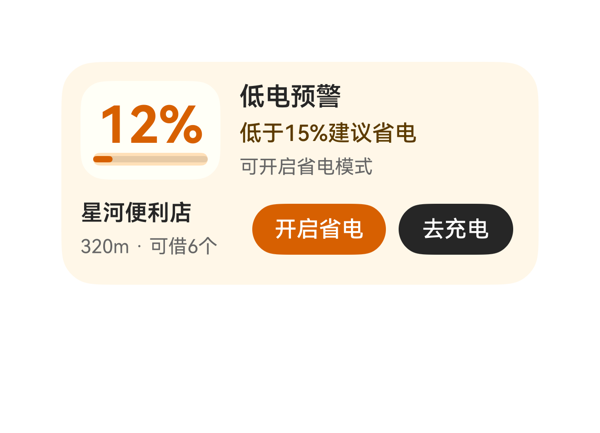 12%
低电预警
低于15%建议省电
可开启省电模式
星河便利店
320m · 可借6个
开启省电
去充电